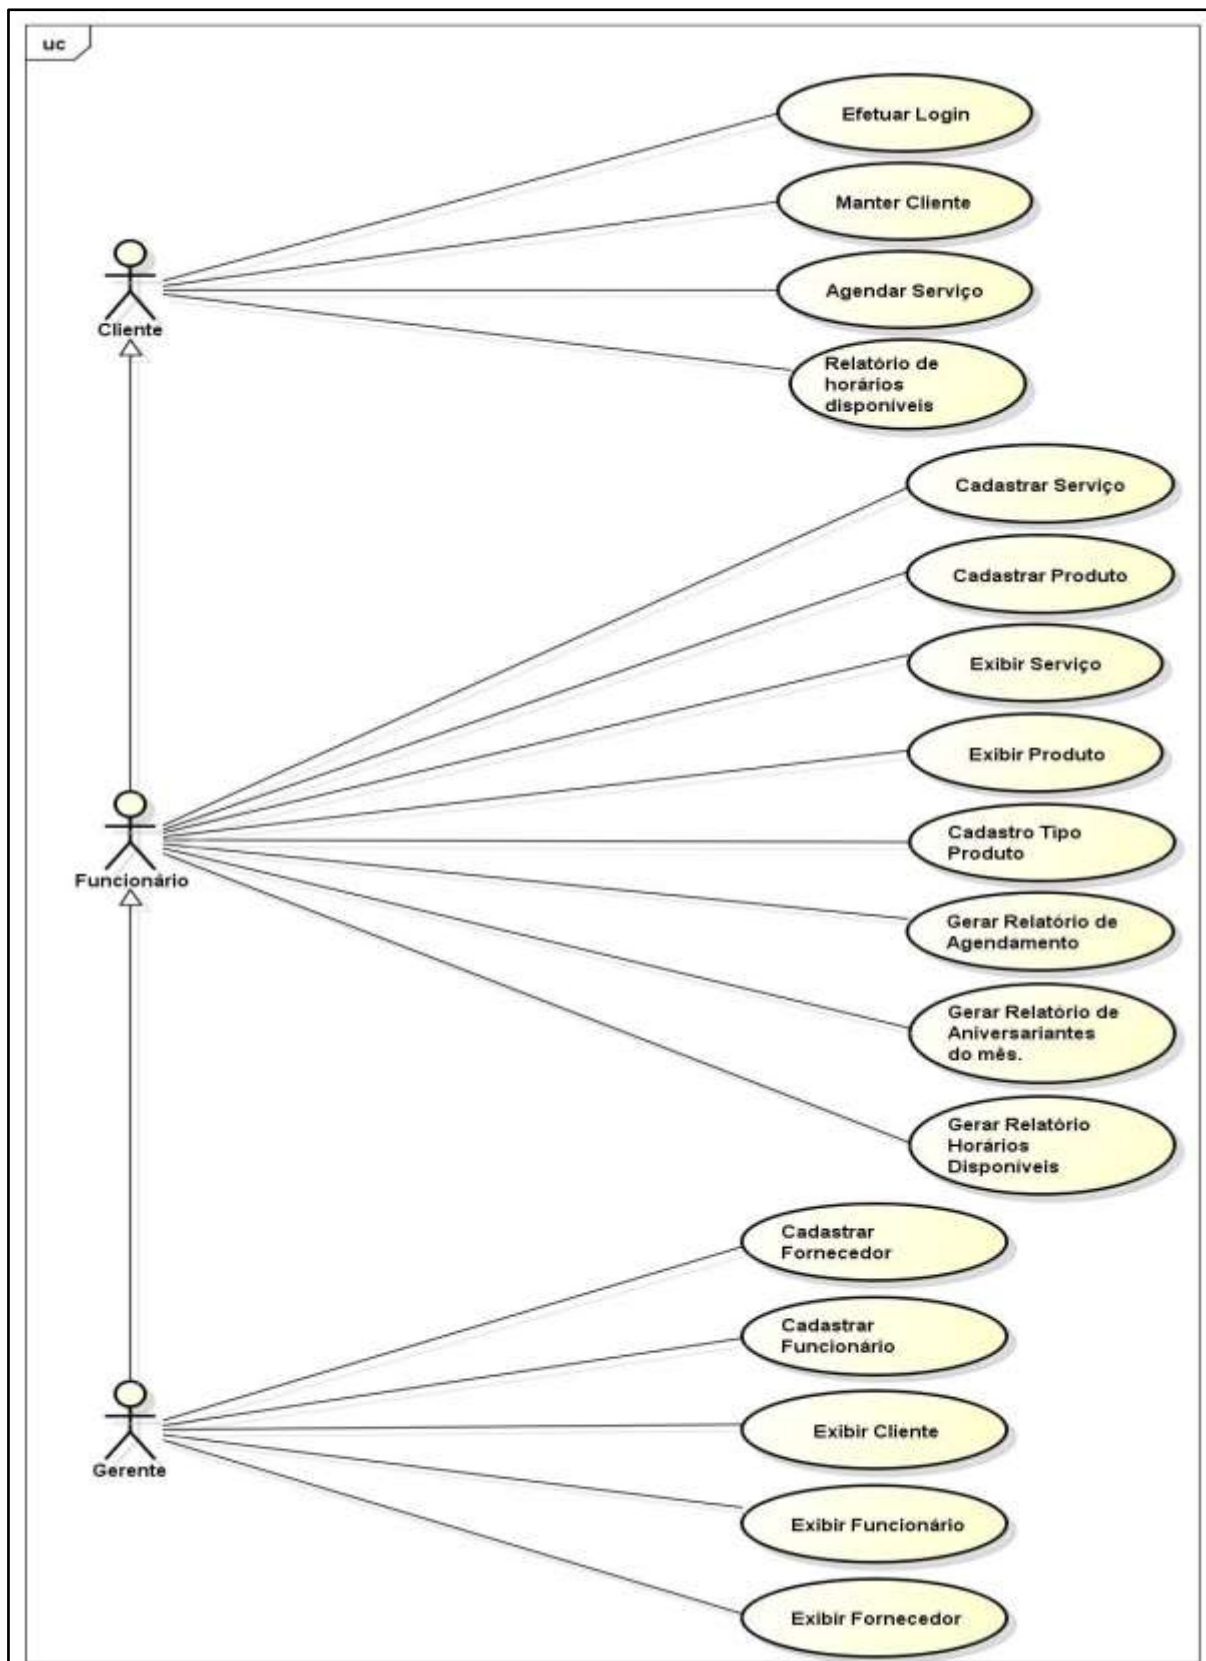 uc
Efetuar Login
Manter Cliente
Agendar Serviço
Cliente
Relatório de
horários
disponíveis
Cadastrar Serviço
Cadastrar Produto
Exibir Serviço
Exibir Produto
Cadastro Tipo
Produto
Funcionário
Gerar Relatório de
Agendamento
Gerar Relatório de
Aniversariantes
do mês.
Gerar Relatório
Horários
Disponíveis
Cadastrar
Fornecedor
Cadastrar
Funcionário
Exibir Cliente
Gerente
Exibir Funcionário
Exibir Fornecedor